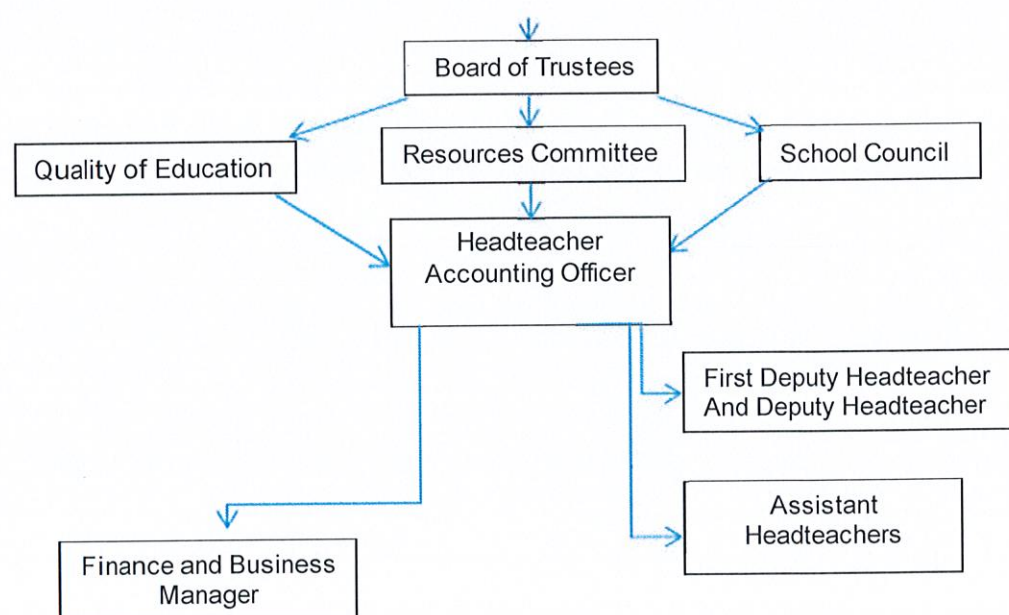 Board of Trustees
Quality of Education
Resources Committee
School Council
Headteacher
Accounting Officer
First Deputy Headteacher
And Deputy Headteacher
Assistant
Headteachers
Finance and Business
Manager